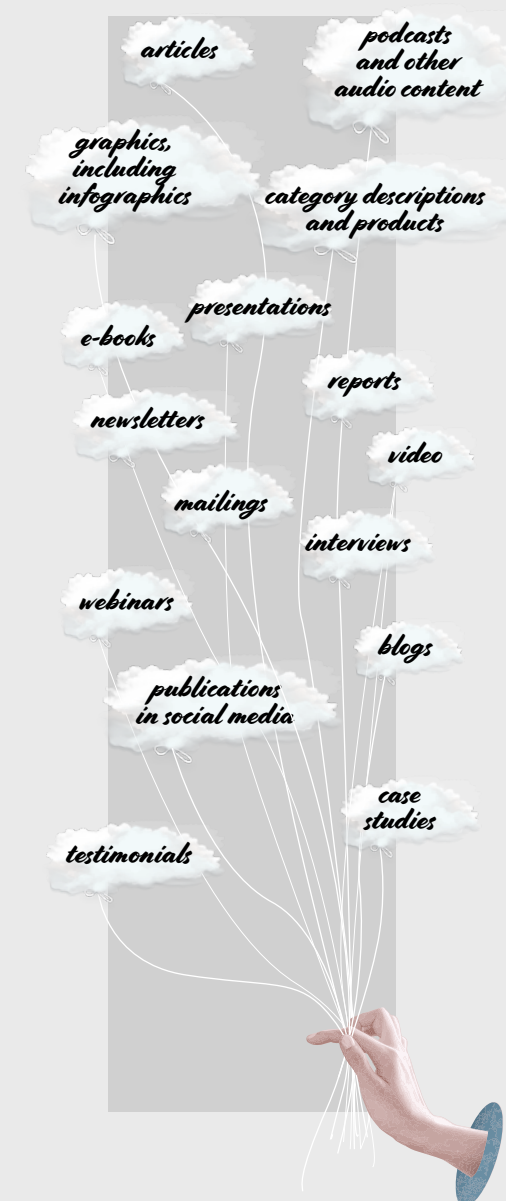 articles
podcasts
and other
audio content
graphics,
including
infographics
category descriptions
and products
presentations
e-books
reports
newsletters
video
mailings
interviews
webinars
blogs
publications
in social media
case
studies
testimonials